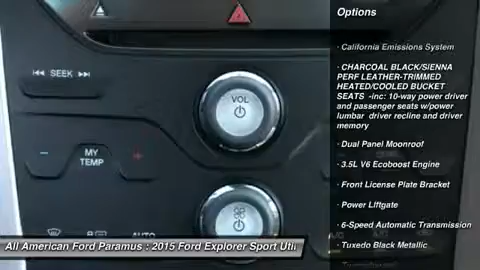 Options
· California Emissions System
· CHARCOAL BLACK/SIENNA
PERF LEATHER-TRIMMED
HEATED/COOLED BUCKET
SEATS -inc: 10-way power driver
and passenger seats w/power
lumbar driver recline and driver
memory
· Dual Panel Moonroof
· 3.5L V6 Ecoboost Engine
· Front License Plate Bracket
· Power Liftgate
· 6-Speed Automatic Transmission
· Tuxedo Black Metallic
SEEK
VOL
MY
TEMP
AUTO
All American Ford Paramus : 2015 Ford Explorer Sport Util